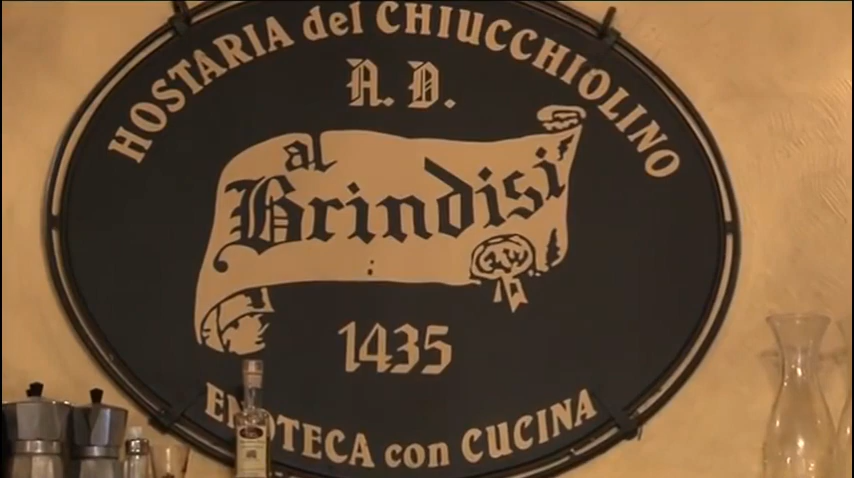 HOSTARIA del CHIUCCHIOLINO
A. D.
al
Brindisi
1435
ENOTECA con CUCINA